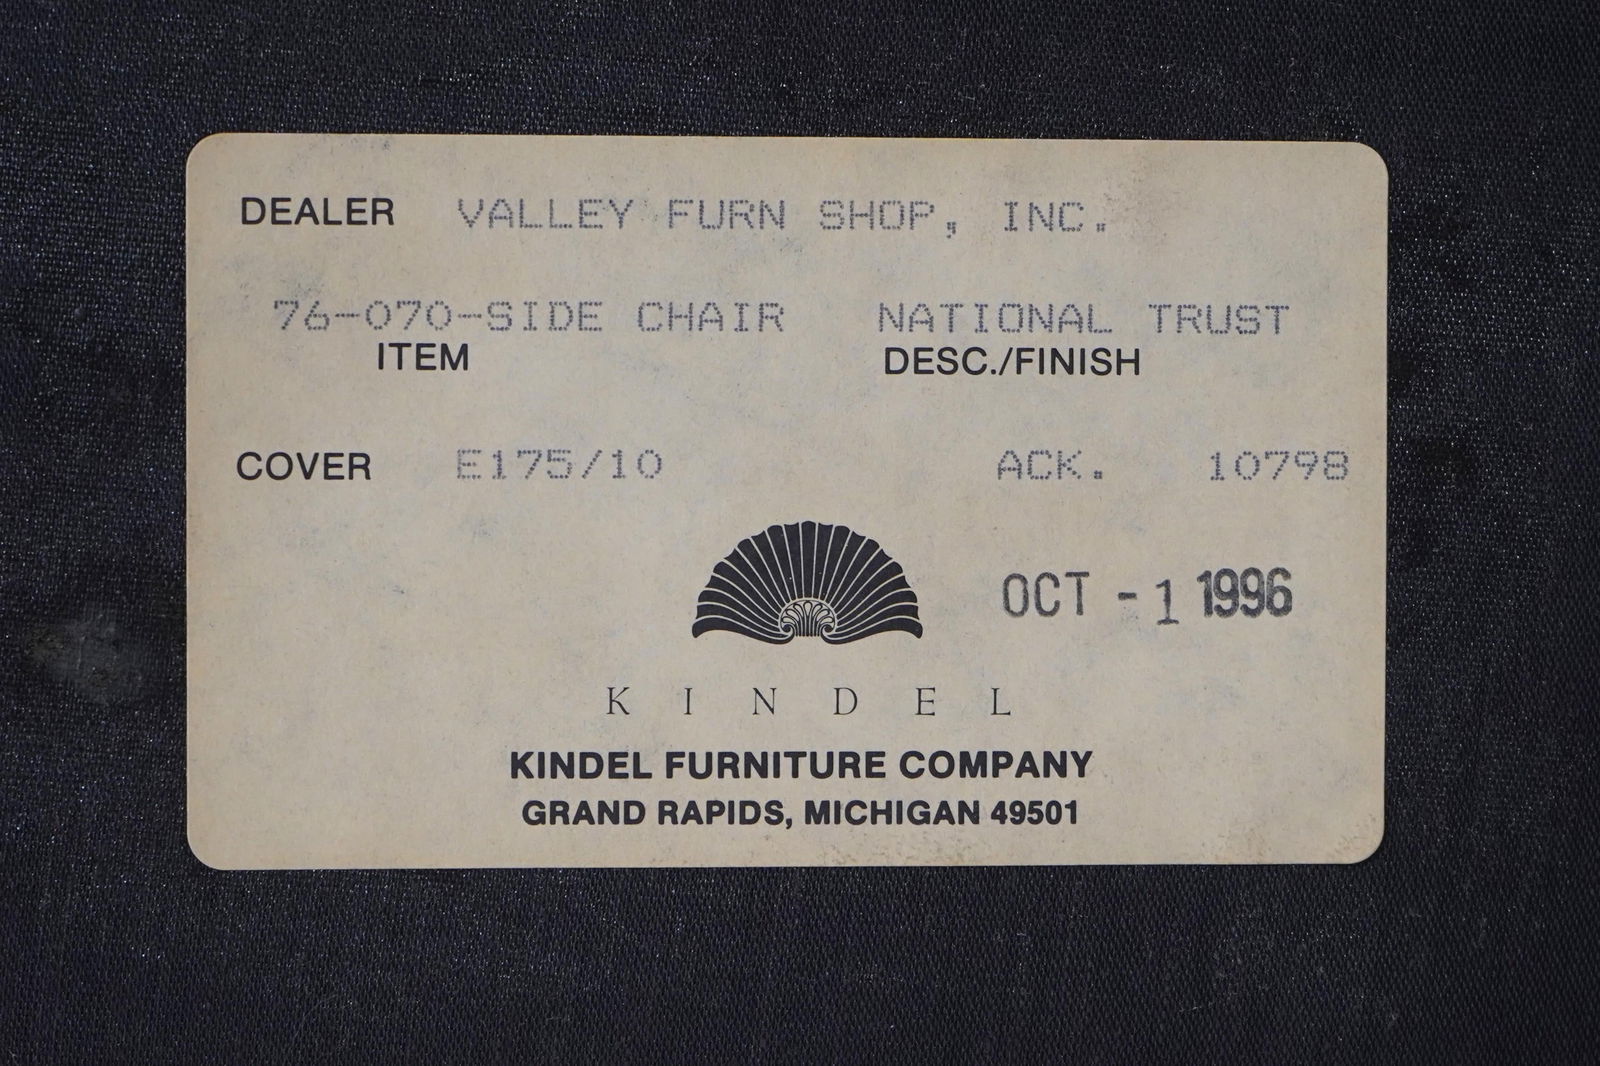 DEALER VALLEY FURN SHOP, INC.
76-070-SIDE CHAIR NATIONAL TRUST
ITEM DESC./FINISH
COVER E175/10 ACK. 10798
OCT -1 1996
KINDEL
KINDEL FURNITURE COMPANY
GRAND RAPIDS, MICHIGAN 49501